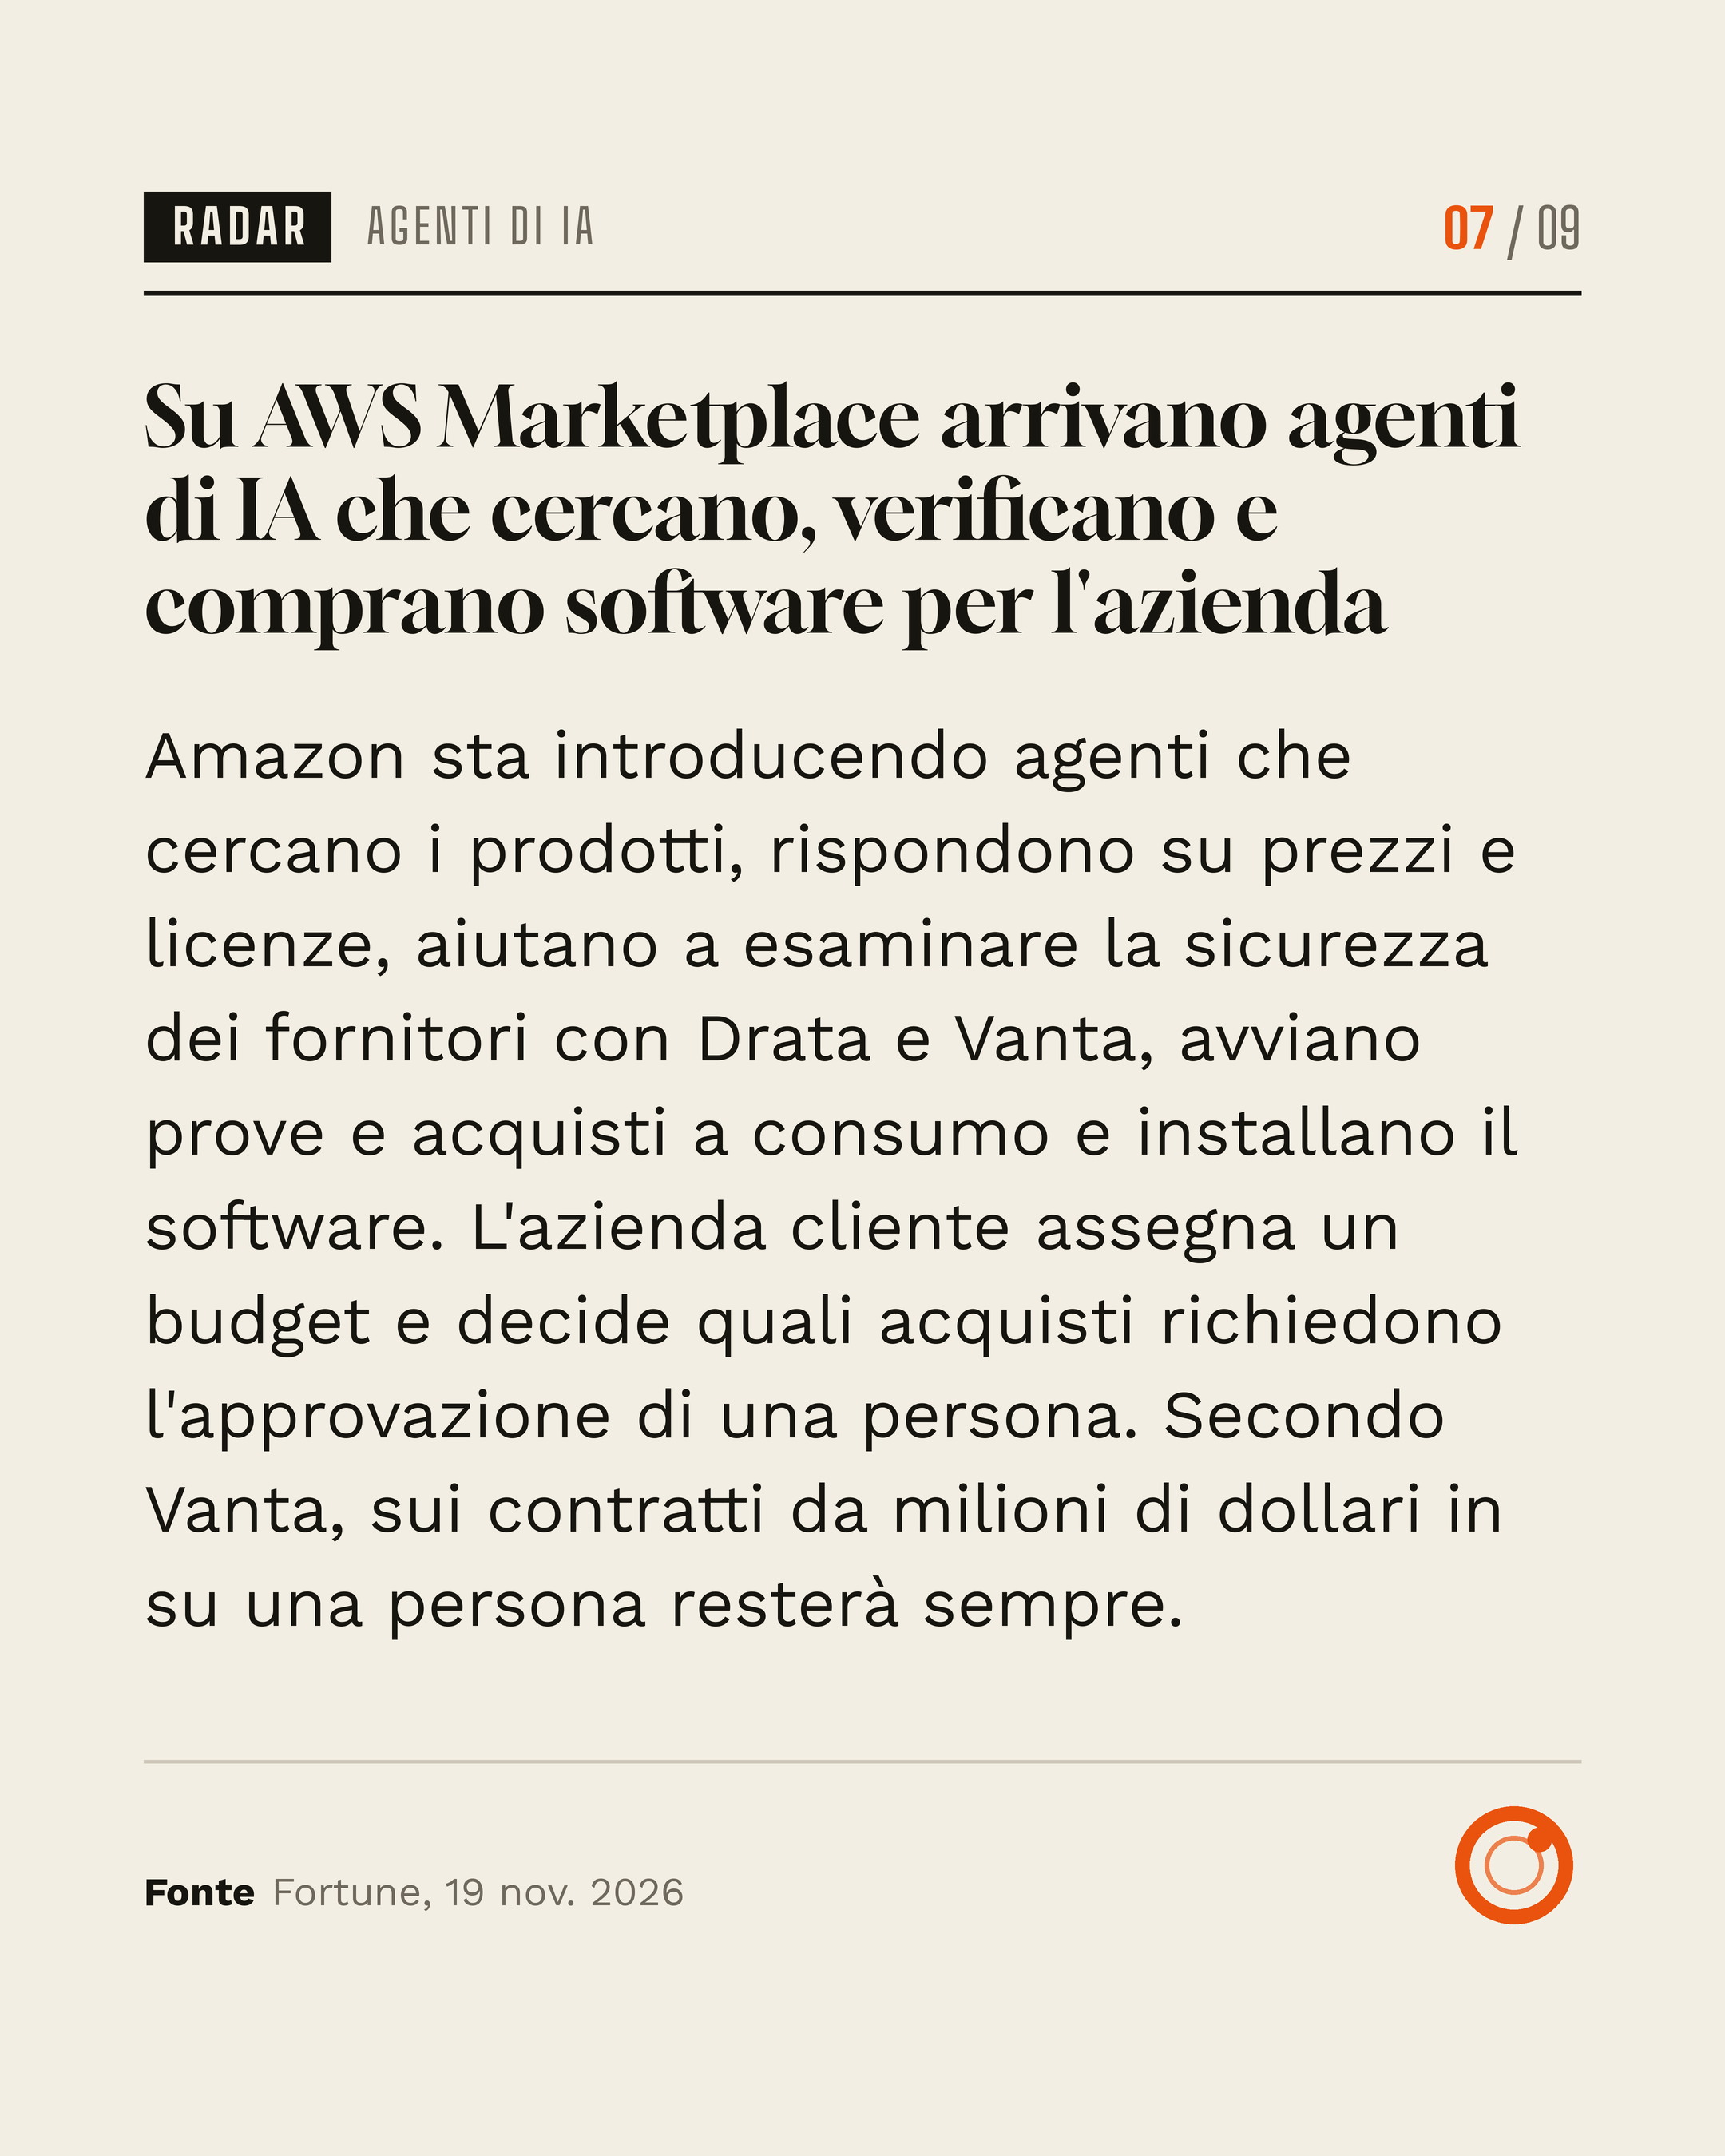 RADAR AGENTI DI IA 07 / 09
Su AWS Marketplace arrivano agenti
di IA che cercano, verificano e
comprano software per l'azienda
Amazon sta introducendo agenti che
cercano i prodotti, rispondono su prezzi e
licenze, aiutano a esaminare la sicurezza
dei fornitori con Drata e Vanta, avviano
prove e acquisti a consumo e installano il
software. L'azienda cliente assegna un
budget e decide quali acquisti richiedono
l'approvazione di una persona. Secondo
Vanta, sui contratti da milioni di dollari in
su una persona resterà sempre.
Fonte Fortune, 19 nov. 2026